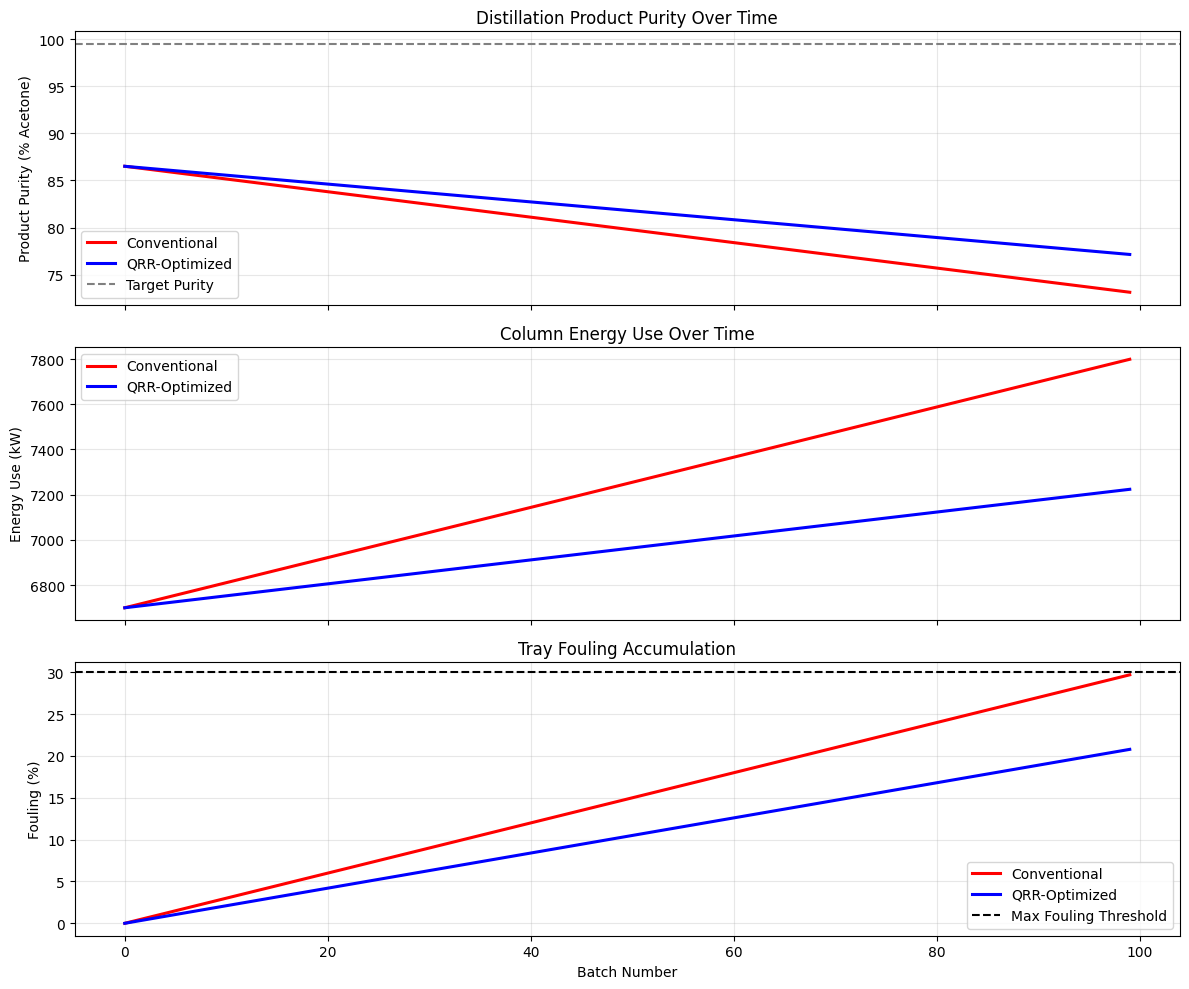 Distillation Product Purity Over Time
Product Purity (% Acetone)
100
95
90
85
80
75
Conventional
QRR-Optimized
Target Purity
Column Energy Use Over Time
Energy Use (kW)
7800
7600
7400
7200
7000
6800
Conventional
QRR-Optimized
Tray Fouling Accumulation
Fouling (%)
30
25
20
15
10
5
0
Conventional
QRR-Optimized
Max Fouling Threshold
0 20 40 60 80 100
Batch Number